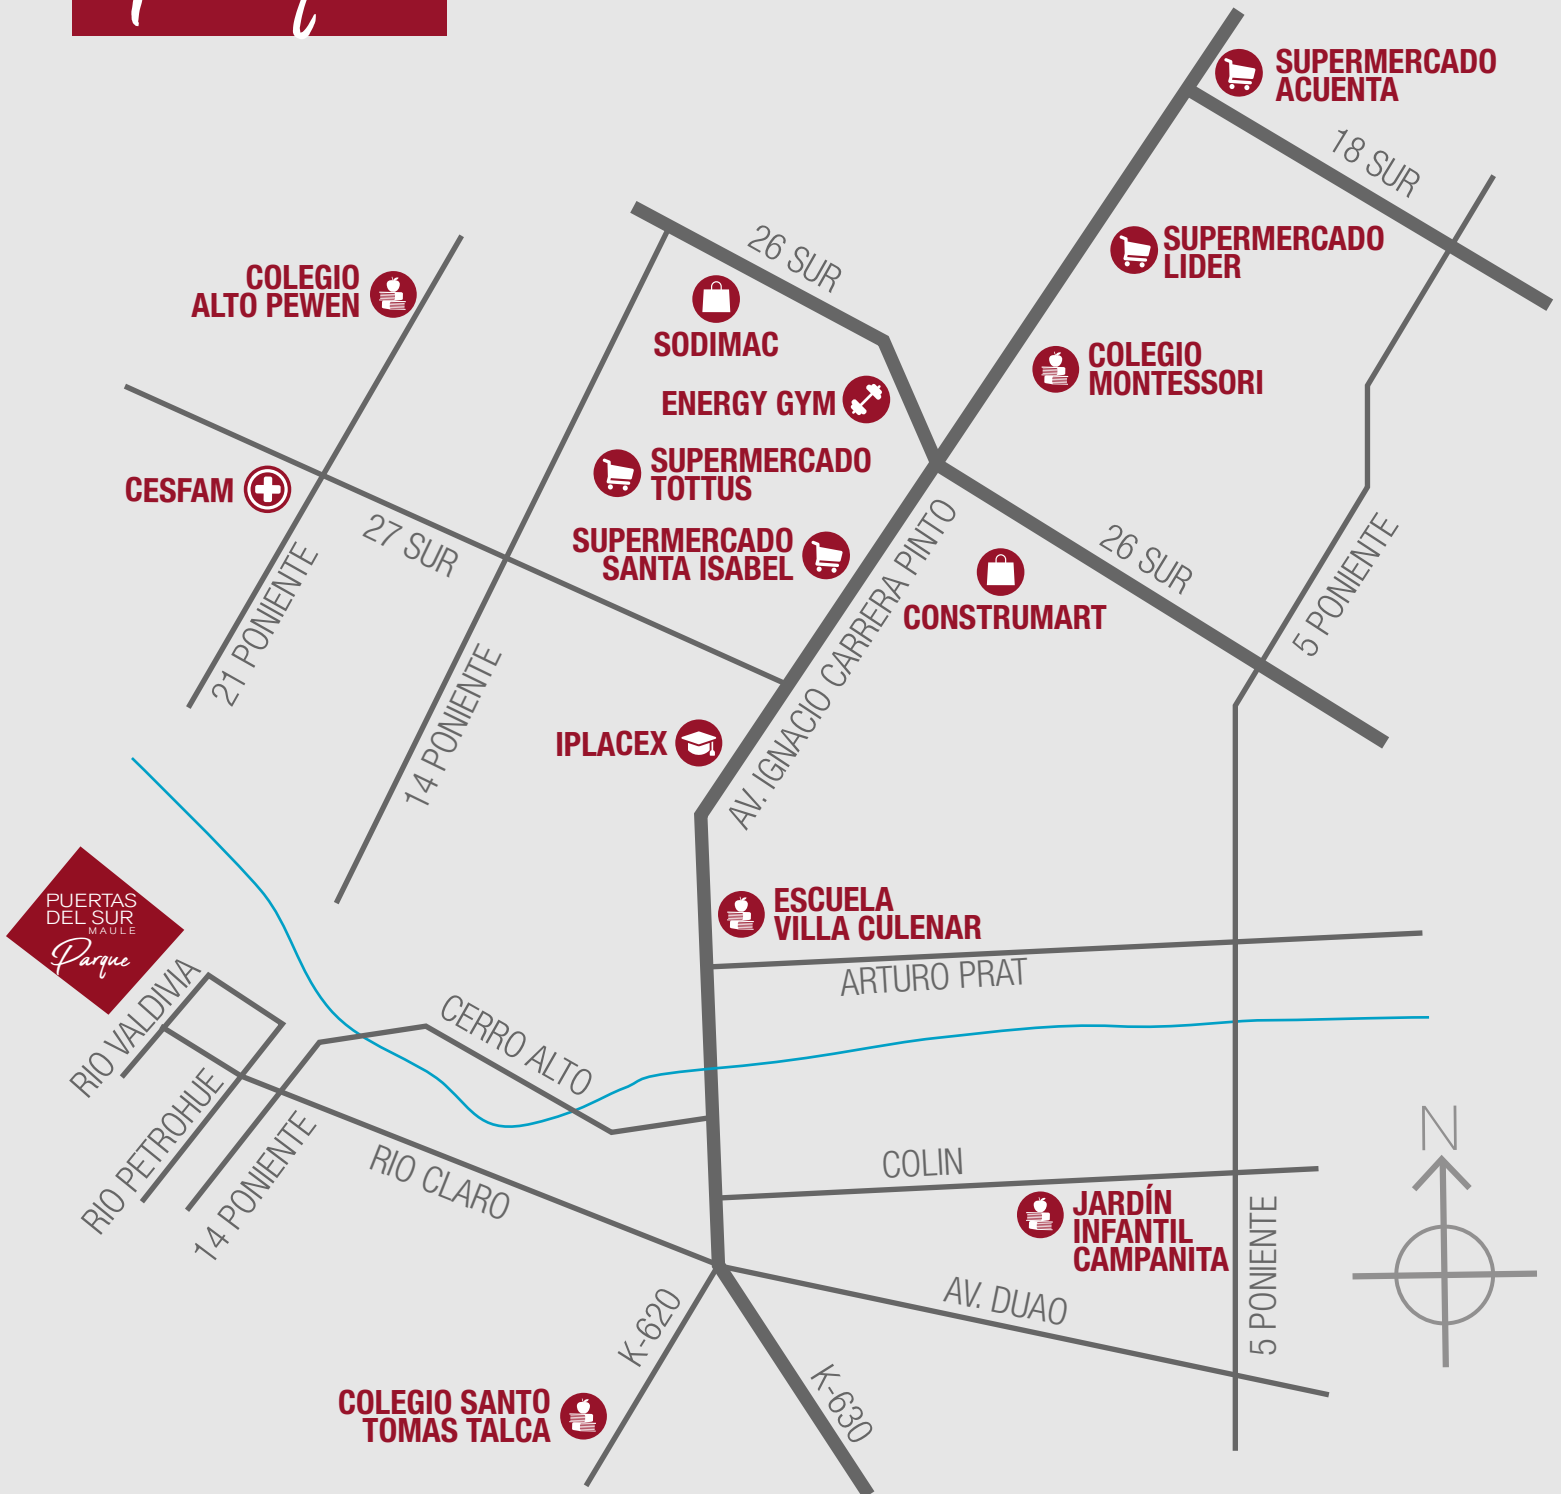 SUPERMERCADO
ACUENTA
18 SUR
26 SUR
SUPERMERCADO
LIDER
COLEGIO
ALTO PEWEN
SODIMAC
COLEGIO
MONTESSORI
ENERGY GYM
SUPERMERCADO
TOTTUS
CESFAM
27 SUR
SUPERMERCADO
SANTA ISABEL
AV. IGNACIO CARRERA PINTO
CONSTRUMART
26 SUR
5 PONIENTE
21 PONIENTE
14 PONIENTE
IPLACEX
PUERTAS
DEL SUR
MAULE
Parque
ESCUELA
VILLA CULENAR
ARTURO PRAT
RIO VALDIVIA
CERRO ALTO
RIO PETROHUE
14 PONIENTE
RIO CLARO
COLIN
N
JARDÍN
INFANTIL
CAMPANITA
5 PONIENTE
AV. DUAO
K-620
K-630
COLEGIO SANTO
TOMAS TALCA